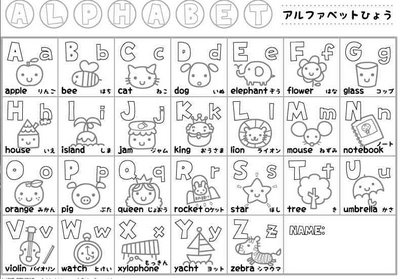 ALPHABET アルファベットひょう
A a B b C c D d E e F f G g
apple りんご bee はち cat ねこ dog いぬ elephant ぞう flower はな glass コップ
H h I i J j K k L l M m N n
house いえ island しま jam ジャム king おうさま lion ライオン mouse ねずみ notebook ノート
O o P p Q q R r S s T t U u
orange みかん pig ぶた queen じょおう rocket ロケット star ほし tree き umbrella かさ
V v W w X x Y y Z z NAME:
violin バイオリン watch とけい xylophone もっきん yacht ヨット zebra シマウマ